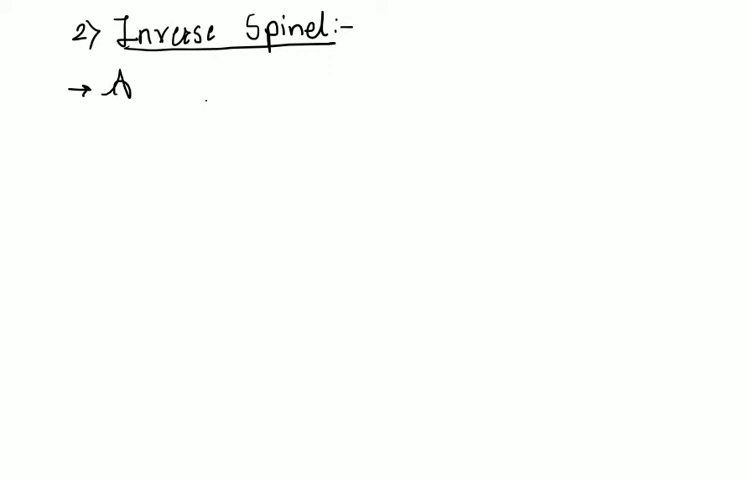 2) Inverse Spinel:-
→ A